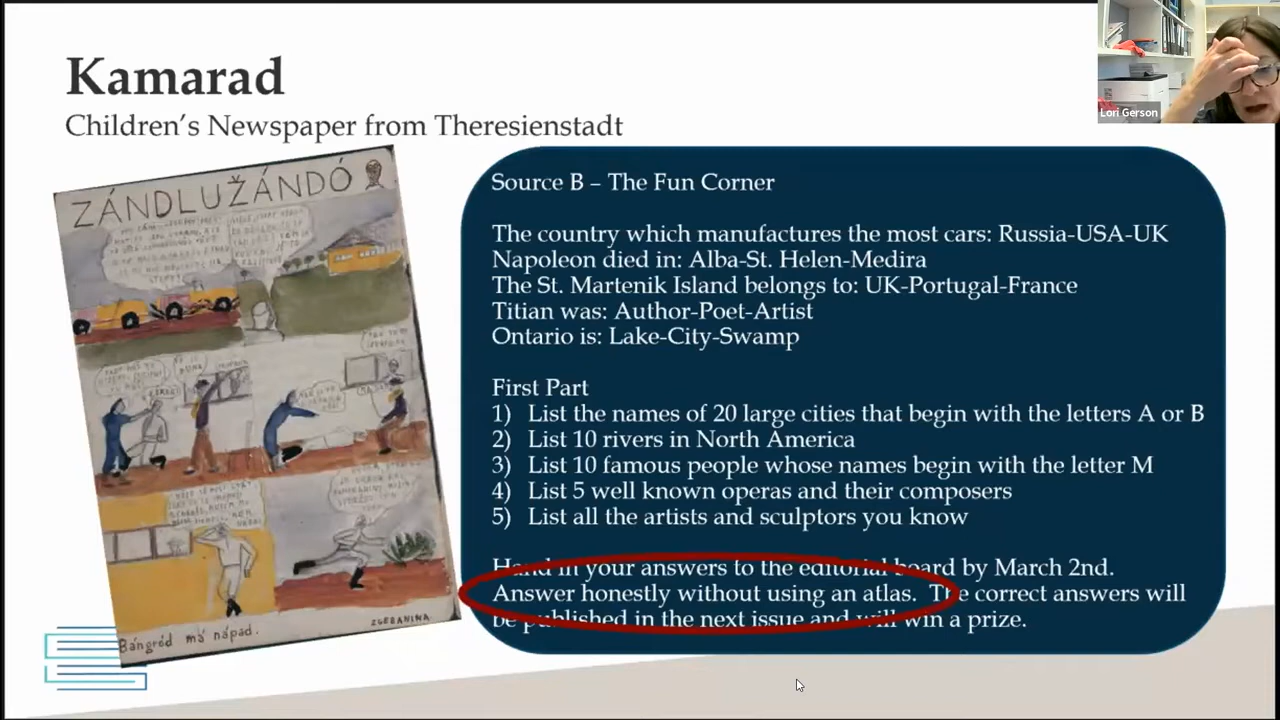 Kamarad
Children's Newspaper from Theresienstadt
Lori Gerson
ZÁNDLUŽÁNDÓ
Bángréd má nápad.
Source B – The Fun Corner
The country which manufactures the most cars: Russia-USA-UK
Napoleon died in: Alba-St. Helen-Medira
The St. Martenik Island belongs to: UK-Portugal-France
Titian was: Author-Poet-Artist
Ontario is: Lake-City-Swamp
First Part
1) List the names of 20 large cities that begin with the letters A or B
2) List 10 rivers in North America
3) List 10 famous people whose names begin with the letter M
4) List 5 well known operas and their composers
5) List all the artists and sculptors you know
Hand in your answers to the editorial board by March 2nd.
Answer honestly without using an atlas. The correct answers will
be published in the next issue and will win a prize.